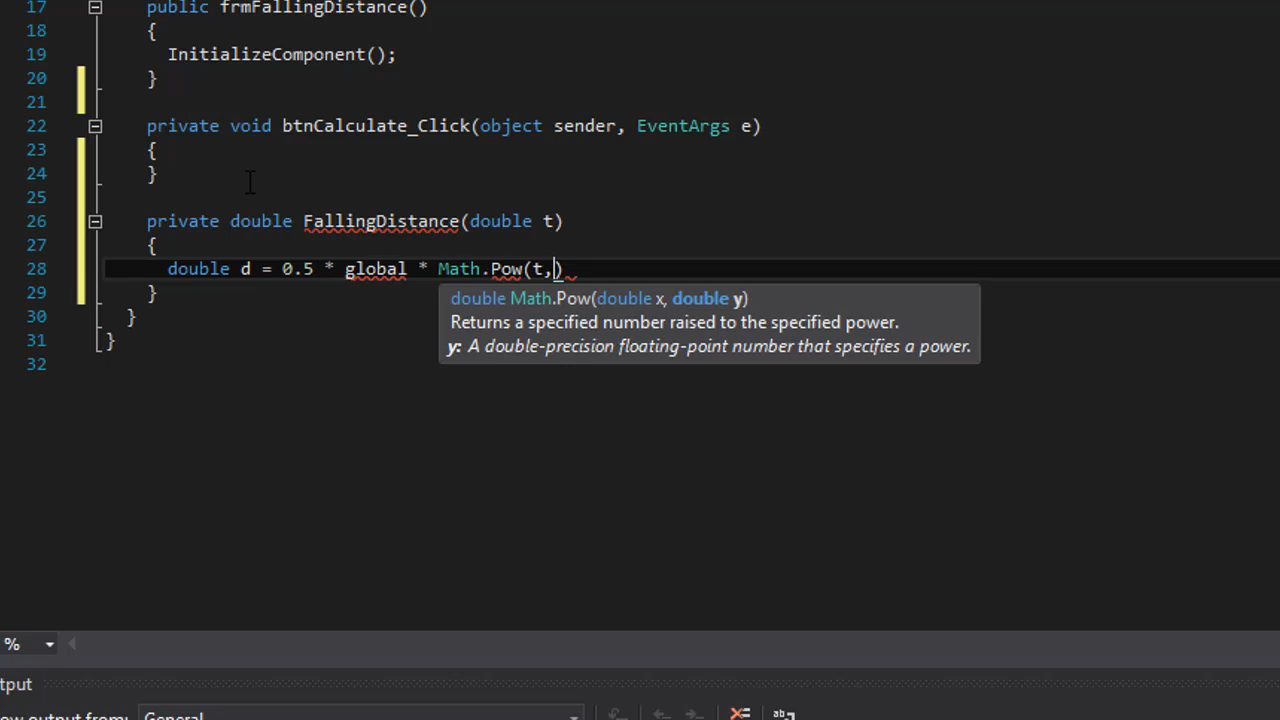 17 public frmFallingDistance()
18 {
19 InitializeComponent();
20 }
21
22 private void btnCalculate_Click(object sender, EventArgs e)
23 {
24 }
25
26 private double FallingDistance(double t)
27 {
28 double d = 0.5 * global * Math.Pow(t,)
29 }
30 }
31 }
32
double Math.Pow(double x, double y)
Returns a specified number raised to the specified power.
y: A double-precision floating-point number that specifies a power.
%
tput
ow output from: General